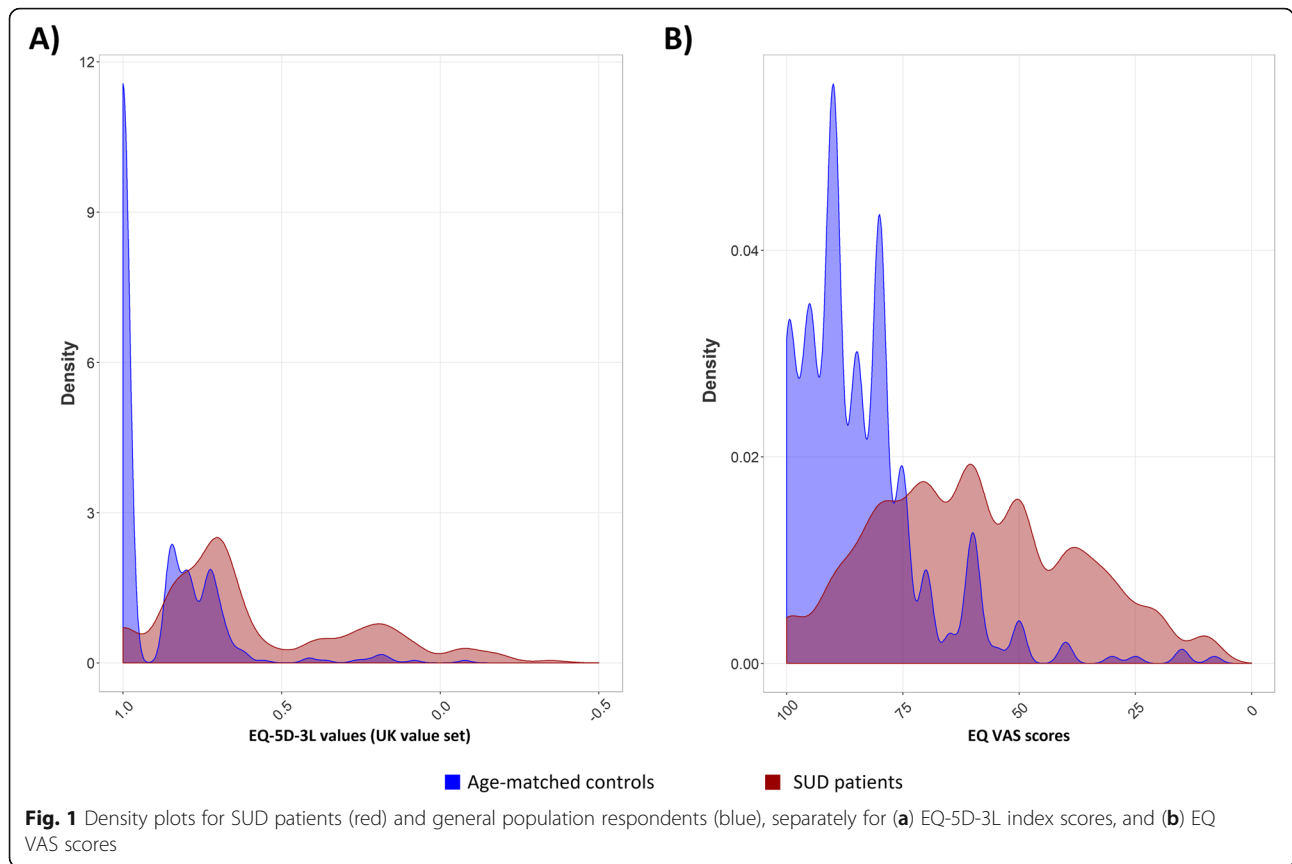 A)
12
9
6
3
0
Density
1.0
0.5
0.0
-0.5
EQ-5D-3L values (UK value set)
B)
0.04
0.02
0.00
Density
100
75
50
25
0
EQ VAS scores
Age-matched controls
SUD patients
Fig. 1 Density plots for SUD patients (red) and general population respondents (blue), separately for (a) EQ-5D-3L index scores, and (b) EQ
VAS scores